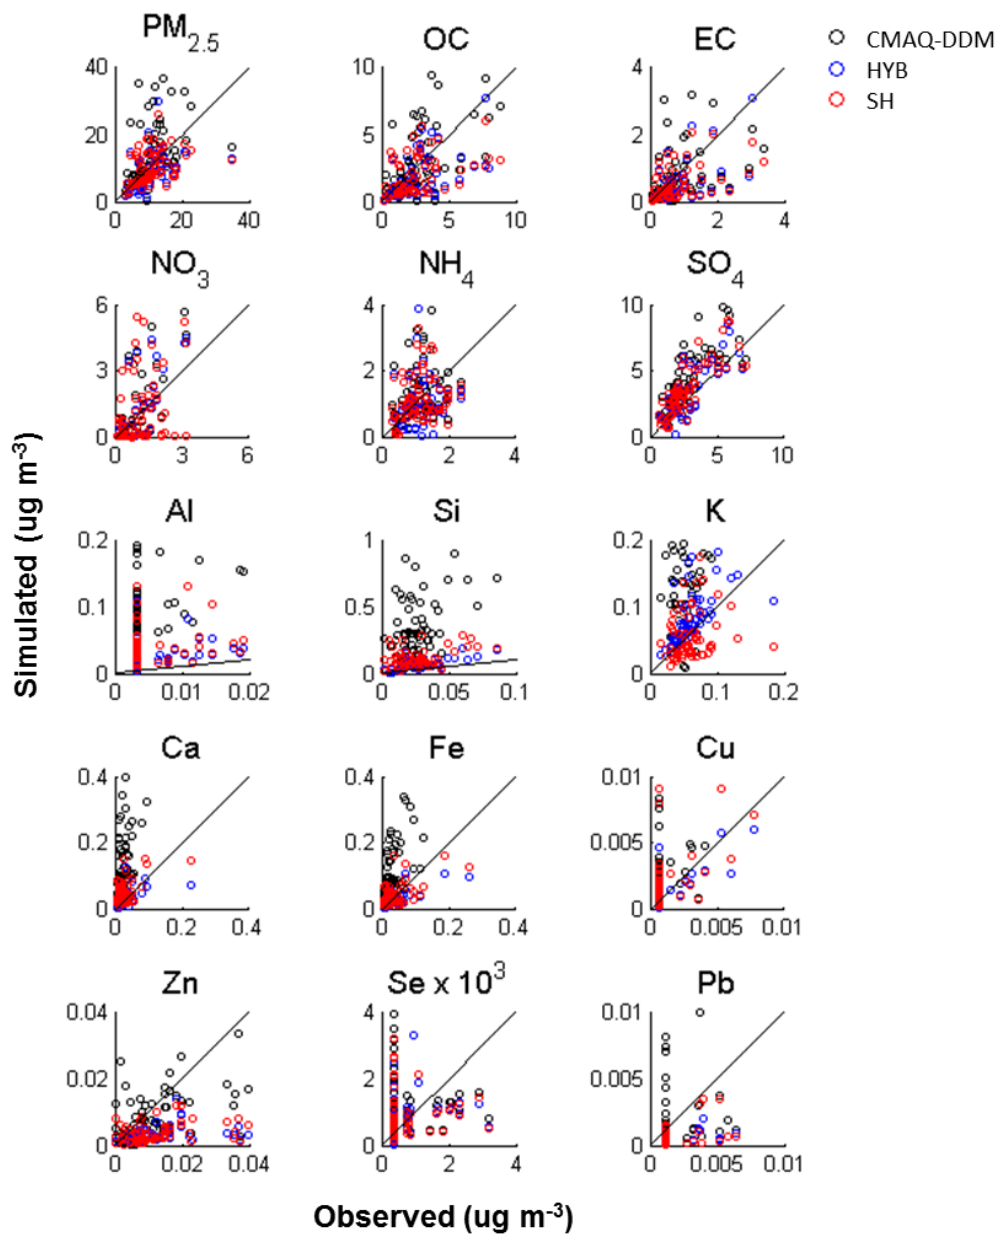 PM2.5 OC EC
CMAQ-DDM
HYB
SH
40 10 4
20 5 2
0 0 0
0 20 40 0 5 10 0 2 4
NO3 NH4 SO4
6 4 10
3 2 5
0 0 0
0 3 6 0 2 4 0 5 10
Al Si K
0.2 1 0.2
0.1 0.5 0.1
0 0 0
0 0.01 0.02 0 0.05 0.1 0 0.1 0.2
Ca Fe Cu
0.4 0.4 0.01
0.2 0.2 0.005
0 0 0
0 0.2 0.4 0 0.2 0.4 0 0.005 0.01
Zn Se x 10³ Pb
0.04 4 0.01
0.02 2 0.005
0 0 0
0 0.02 0.04 0 2 4 0 0.005 0.01
Simulated (ug m-3)
Observed (ug m-3)